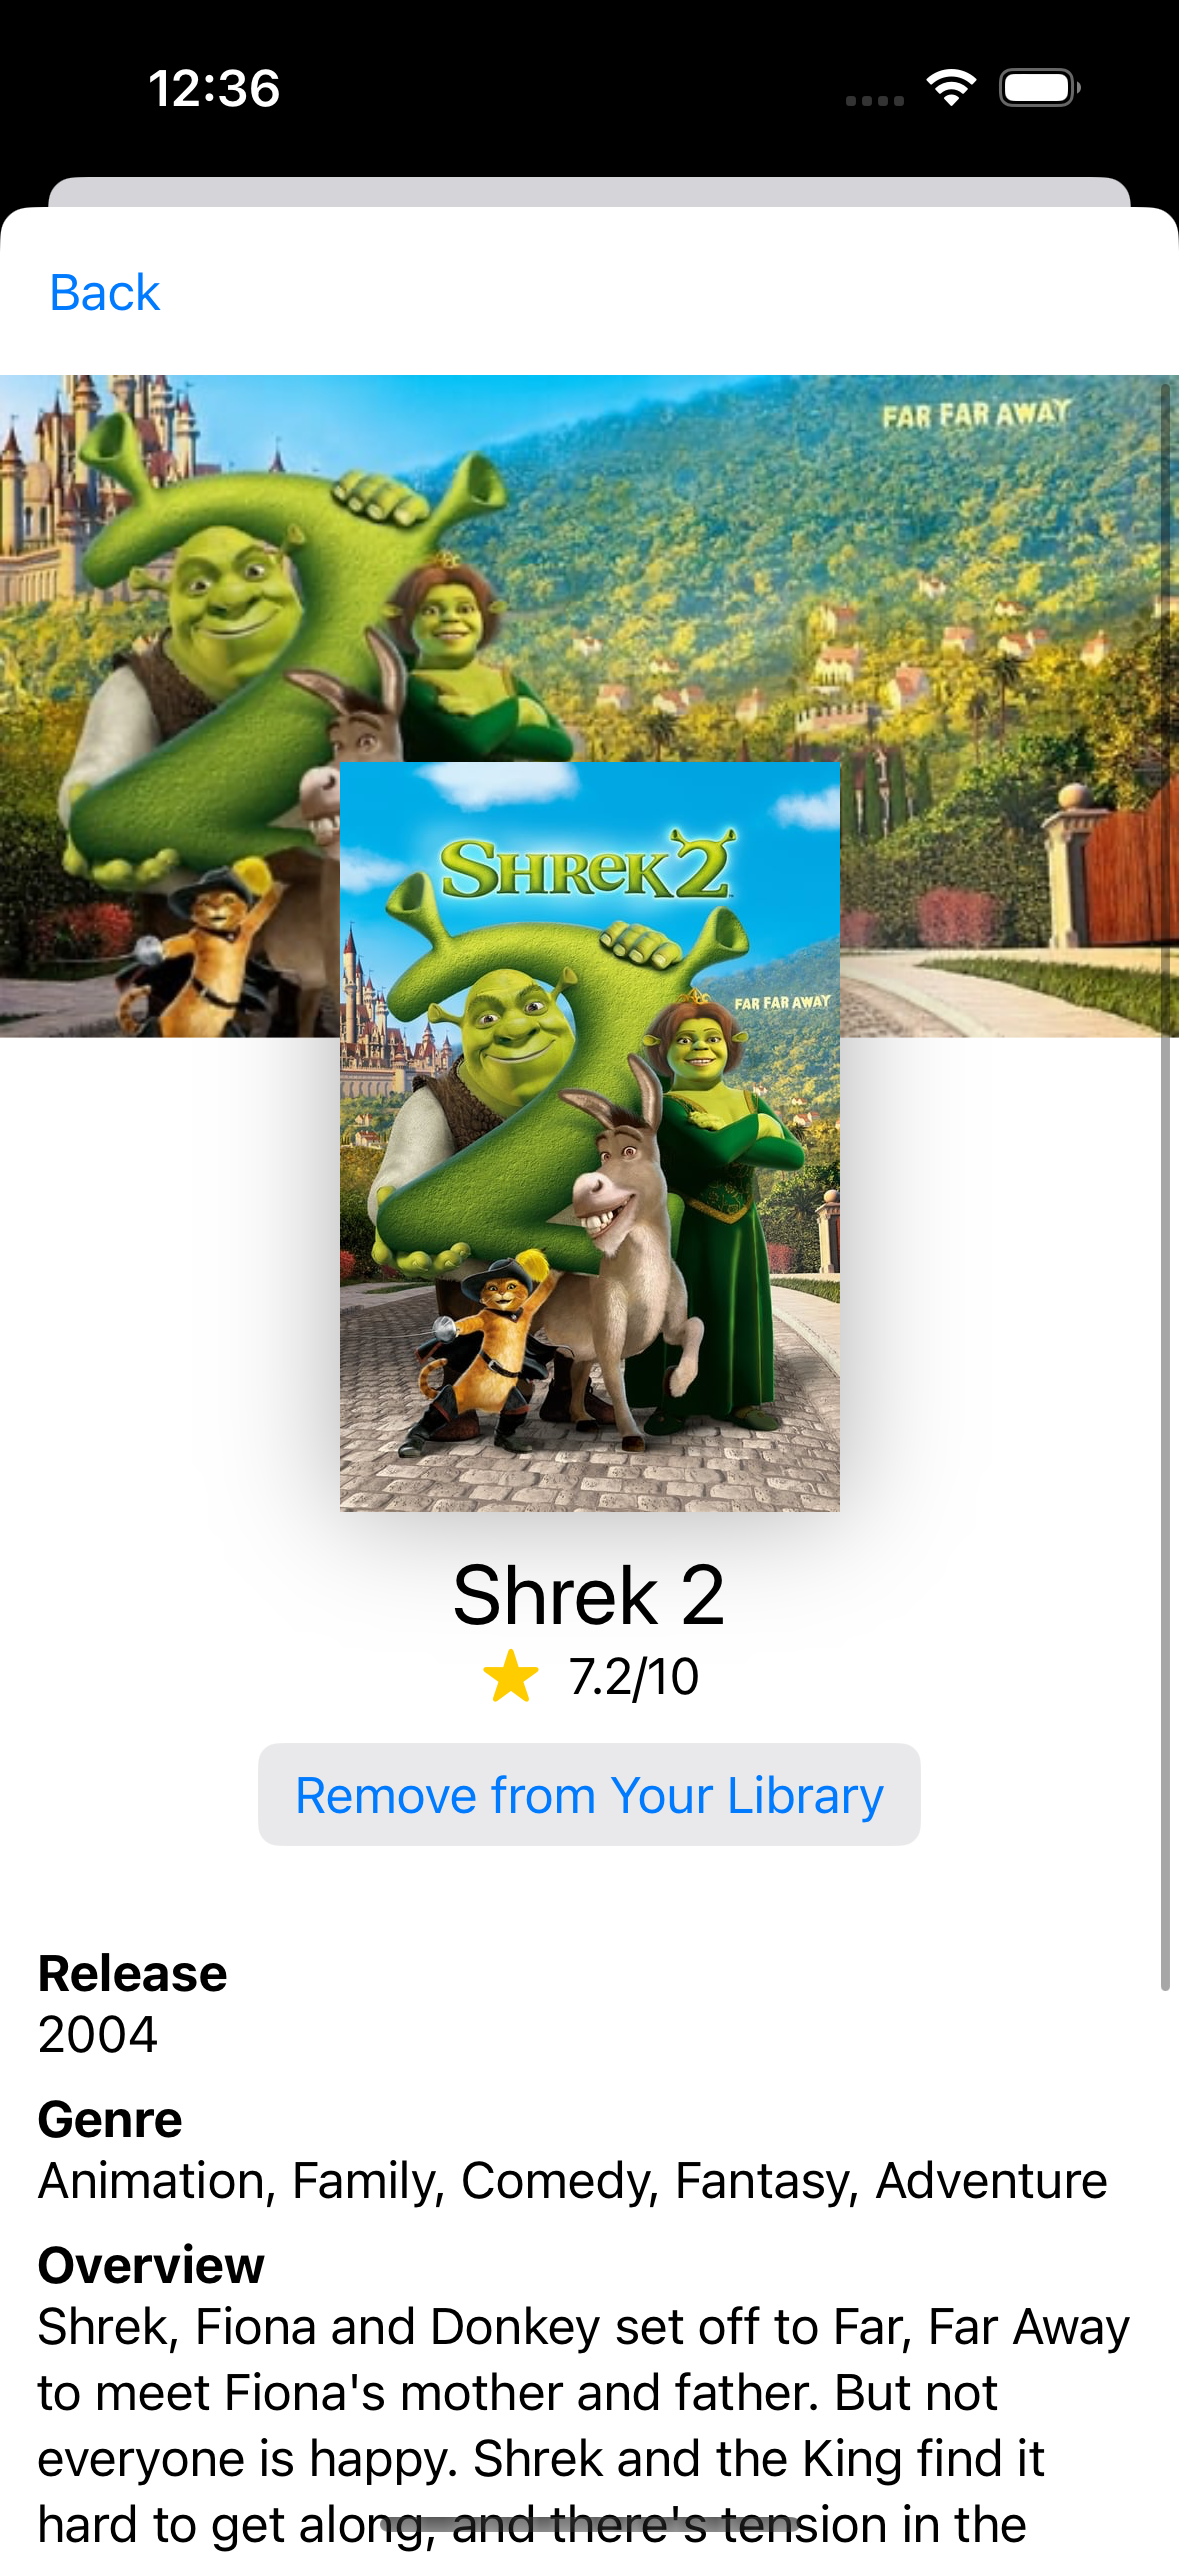 12:36
Back
FAR FAR AWAY
SHREK 2
FAR FAR AWAY
Shrek 2
7.2/10
Remove from Your Library
Release
2004
Genre
Animation, Family, Comedy, Fantasy, Adventure
Overview
Shrek, Fiona and Donkey set off to Far, Far Away
to meet Fiona's mother and father. But not
everyone is happy. Shrek and the King find it
hard to get along, and there's tension in the